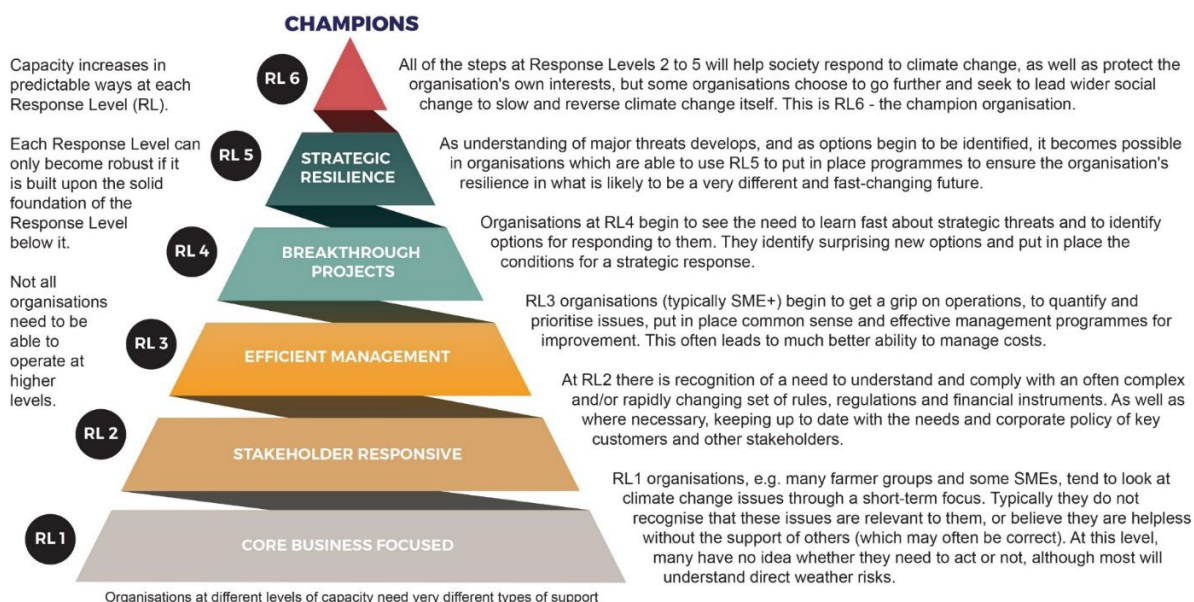 CHAMPIONS
Capacity increases in
predictable ways at each
Response Level (RL).
Each Response Level can
only become robust if it
is built upon the solid
foundation of the
Response Level
below it.
Not all
organisations
need to be
able to
operate at
higher
levels.
RL 6
All of the steps at Response Levels 2 to 5 will help society respond to climate change, as well as protect the
organisation's own interests, but some organisations choose to go further and seek to lead wider social
change to slow and reverse climate change itself. This is RL6 - the champion organisation.
RL 5
STRATEGIC
RESILIENCE
As understanding of major threats develops, and as options begin to be identified, it becomes possible
in organisations which are able to use RL5 to put in place programmes to ensure the organisation's
resilience in what is likely to be a very different and fast-changing future.
RL 4
BREAKTHROUGH
PROJECTS
Organisations at RL4 begin to see the need to learn fast about strategic threats and to identify
options for responding to them. They identify surprising new options and put in place the
conditions for a strategic response.
RL 3
EFFICIENT MANAGEMENT
RL3 organisations (typically SME+) begin to get a grip on operations, to quantify and
prioritise issues, put in place common sense and effective management programmes for
improvement. This often leads to much better ability to manage costs.
RL 2
STAKEHOLDER RESPONSIVE
At RL2 there is recognition of a need to understand and comply with an often complex
and/or rapidly changing set of rules, regulations and financial instruments. As well as
where necessary, keeping up to date with the needs and corporate policy of key
customers and other stakeholders.
RL 1
CORE BUSINESS FOCUSED
RL1 organisations, e.g. many farmer groups and some SMEs, tend to look at
climate change issues through a short-term focus. Typically they do not
recognise that these issues are relevant to them, or believe they are helpless
without the support of others (which may often be correct). At this level,
many have no idea whether they need to act or not, although most will
understand direct weather risks.
Organisations at different levels of capacity need very different types of support